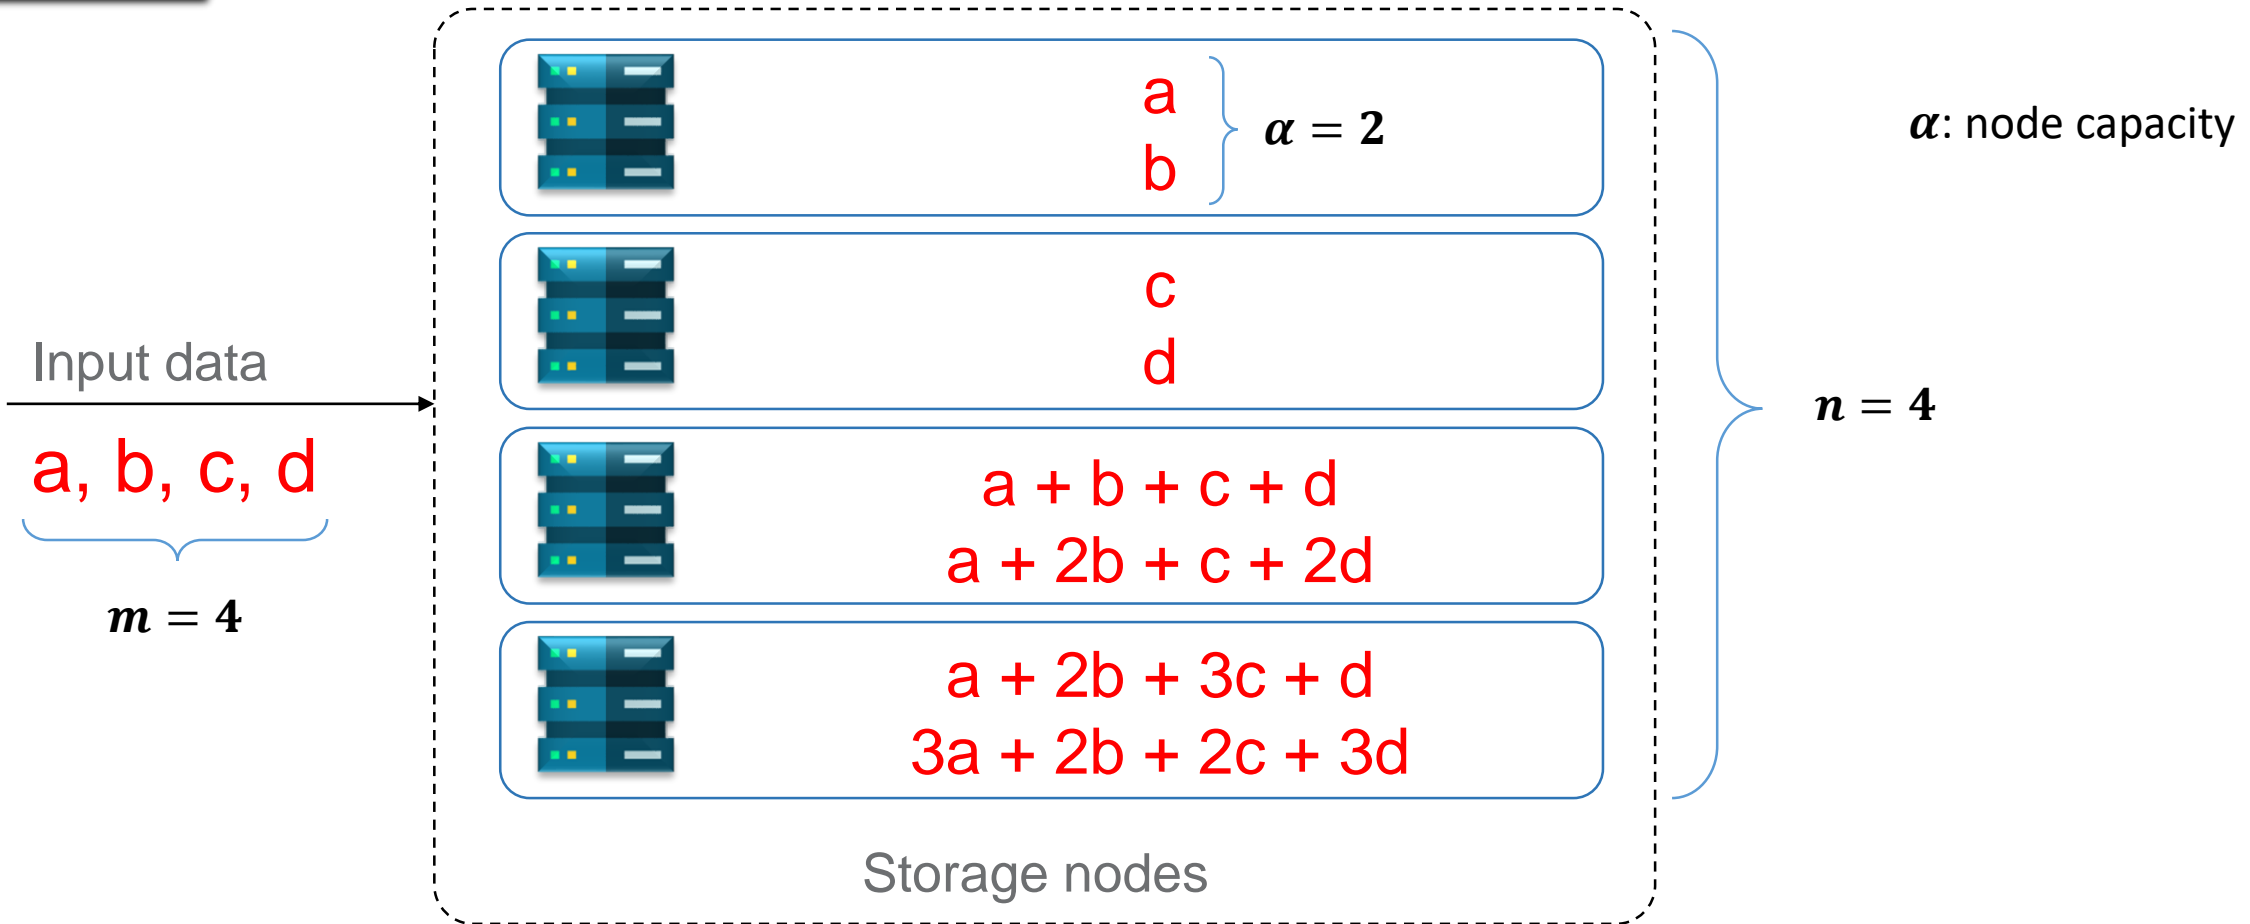 a
b
α = 2
α: node capacity
c
d
Input data
a, b, c, d
m = 4
n = 4
a + b + c + d
a + 2b + c + 2d
a + 2b + 3c + d
3a + 2b + 2c + 3d
Storage nodes